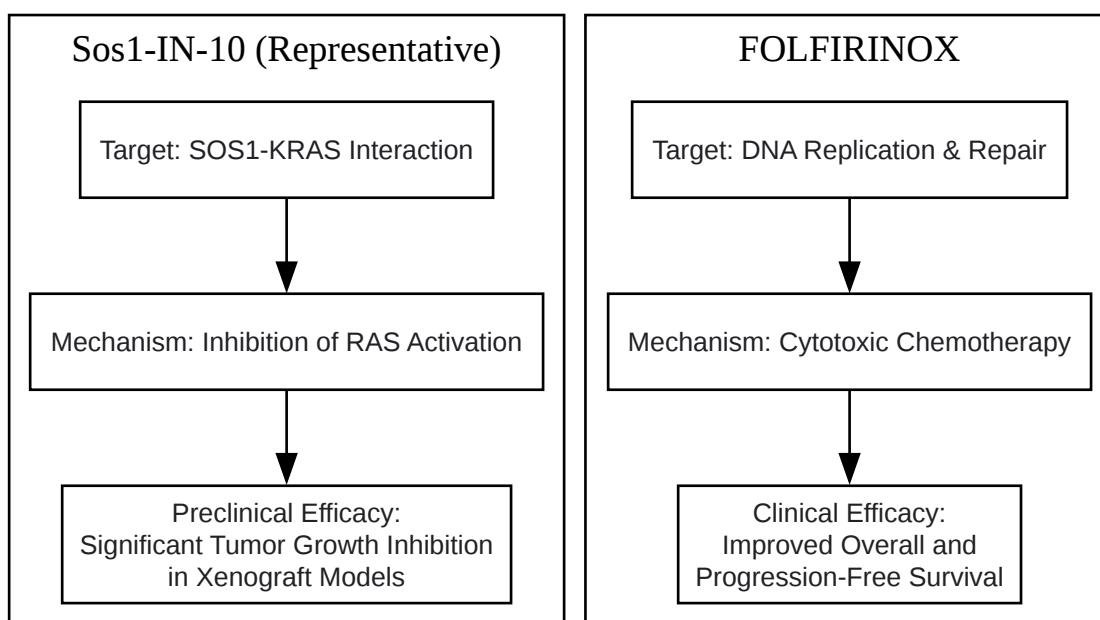 Sos1-IN-10 (Representative)
Target: SOS1-KRAS Interaction
Mechanism: Inhibition of RAS Activation
Preclinical Efficacy:
Significant Tumor Growth Inhibition
in Xenograft Models
FOLFIRINOX
Target: DNA Replication & Repair
Mechanism: Cytotoxic Chemotherapy
Clinical Efficacy:
Improved Overall and
Progression-Free Survival